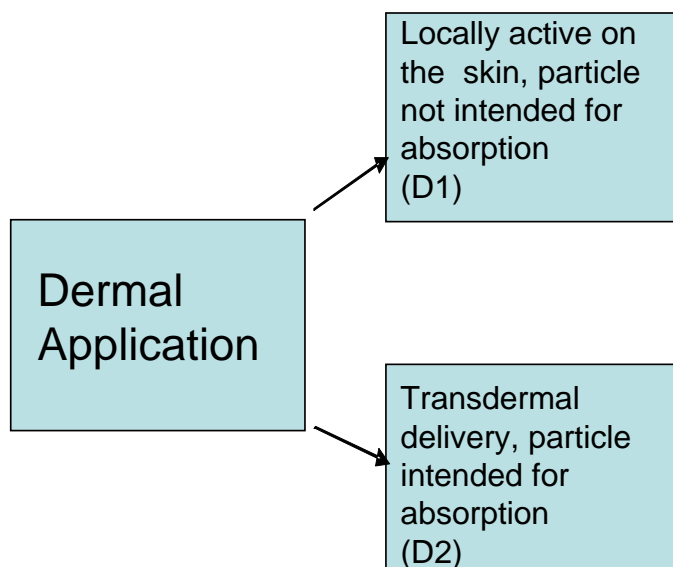 Locally active on
the skin, particle
not intended for
absorption
(D1)
Dermal
Application
Transdermal
delivery, particle
intended for
absorption
(D2)